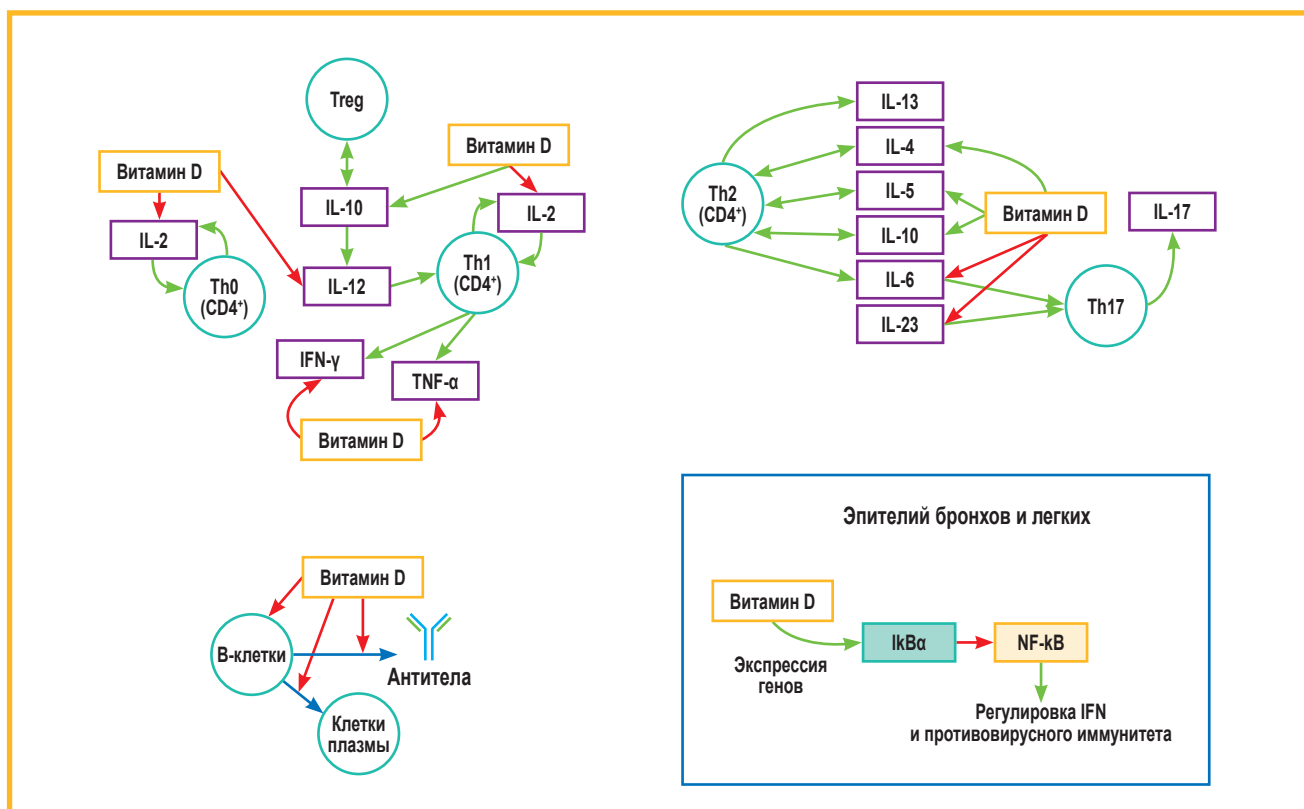 Treg
Витамин D
IL-2
Th0
(CD4+)
IL-10
IL-12
Витамин D
IL-2
Th1
(CD4+)
IFN-γ
TNF-α
Витамин D
IL-13
IL-4
IL-5
IL-10
IL-6
IL-23
Th2
(CD4+)
Витамин D
IL-17
Th17
Витамин D
В-клетки
Антитела
Клетки
плазмы
Эпителий бронхов и легких
Витамин D
Экспрессия
генов
IkBα
NF-kB
Регулировка IFN
и противовирусного иммунитета